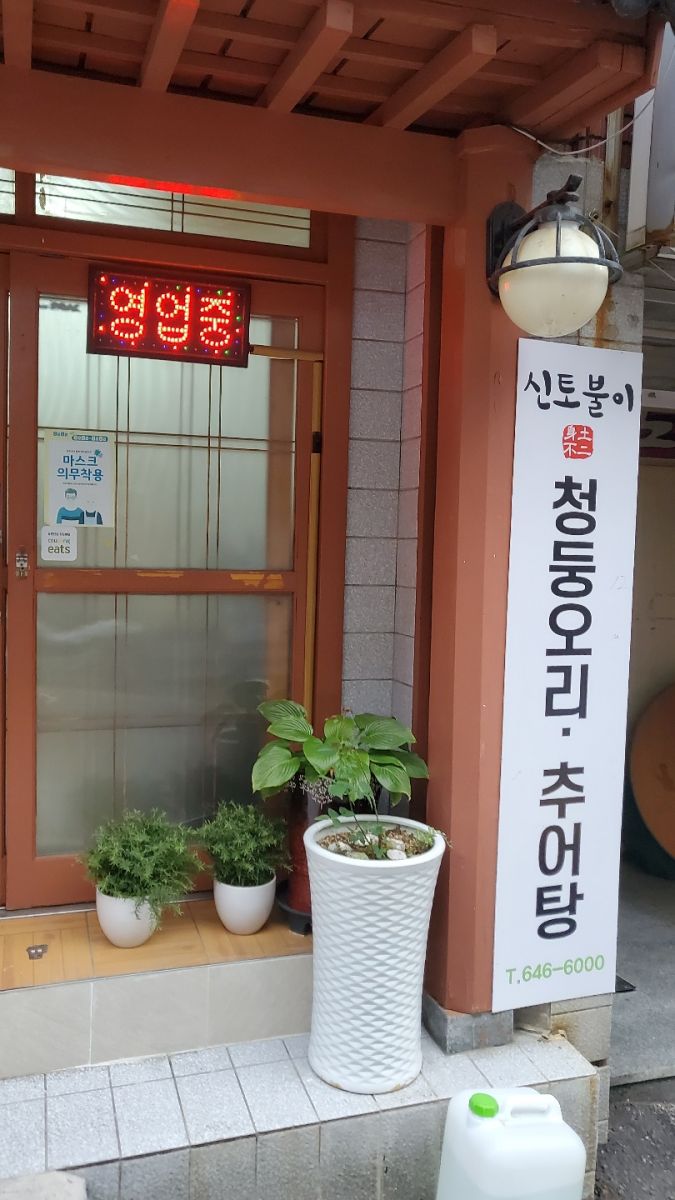 영업중
마스크
의무착용
eats
신토불이
身土
不二
청둥오리·추어탕
T.646-6000